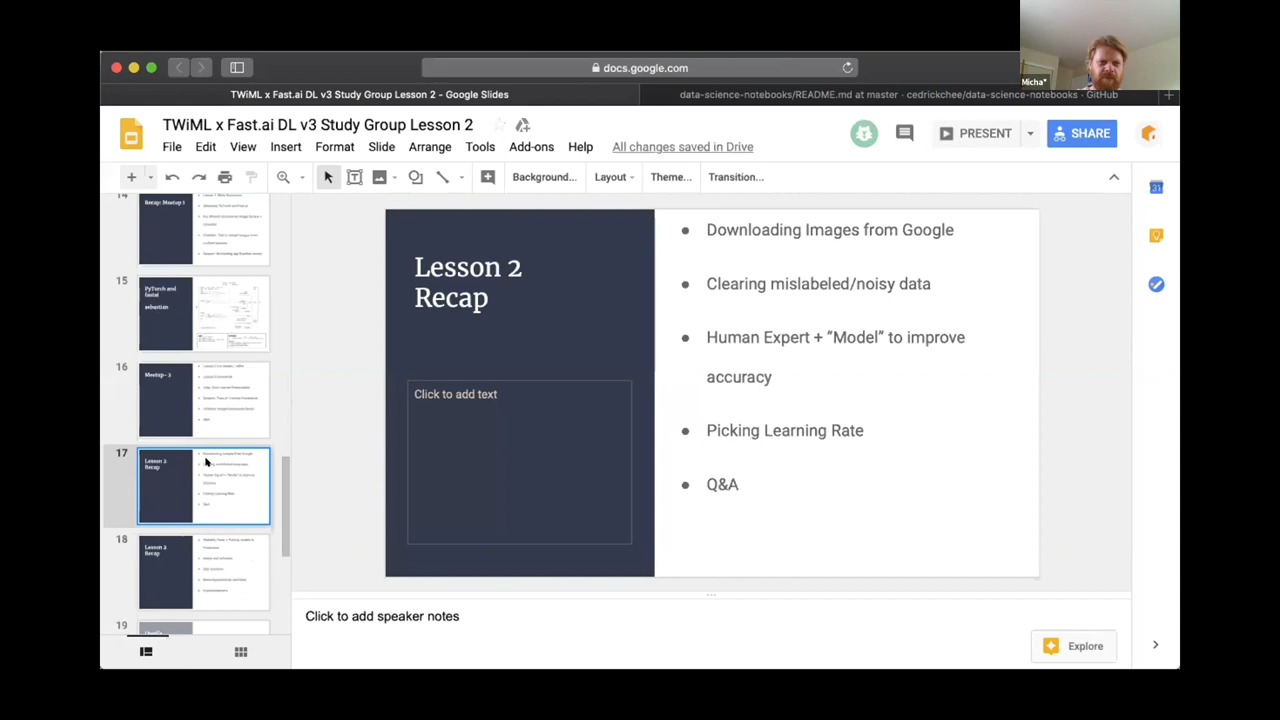 Micha*
docs.google.com
TWiML x Fast.ai DL v3 Study Group Lesson 2 - Google Slides
data-science-notebooks/README.md at master · cedrickchee/data-science-notebooks · GitHub
TWiML x Fast.ai DL v3 Study Group Lesson 2
PRESENT
SHARE
File Edit View Insert Format Slide Arrange Tools Add-ons Help All changes saved in Drive
Background... Layout Theme... Transition...
31
14
Recap: Meetup 1
15
PyTorch and
fastai
16
Meetup- 2
17
Lesson 2
Recap
18
Lesson 2
Recap
19
Lesson 2
Recap
Click to add text
• Downloading Images from Google
• Clearing mislabeled/noisy data
• Human Expert + “Model” to improve
accuracy
• Picking Learning Rate
• Q&A
Click to add speaker notes
Explore